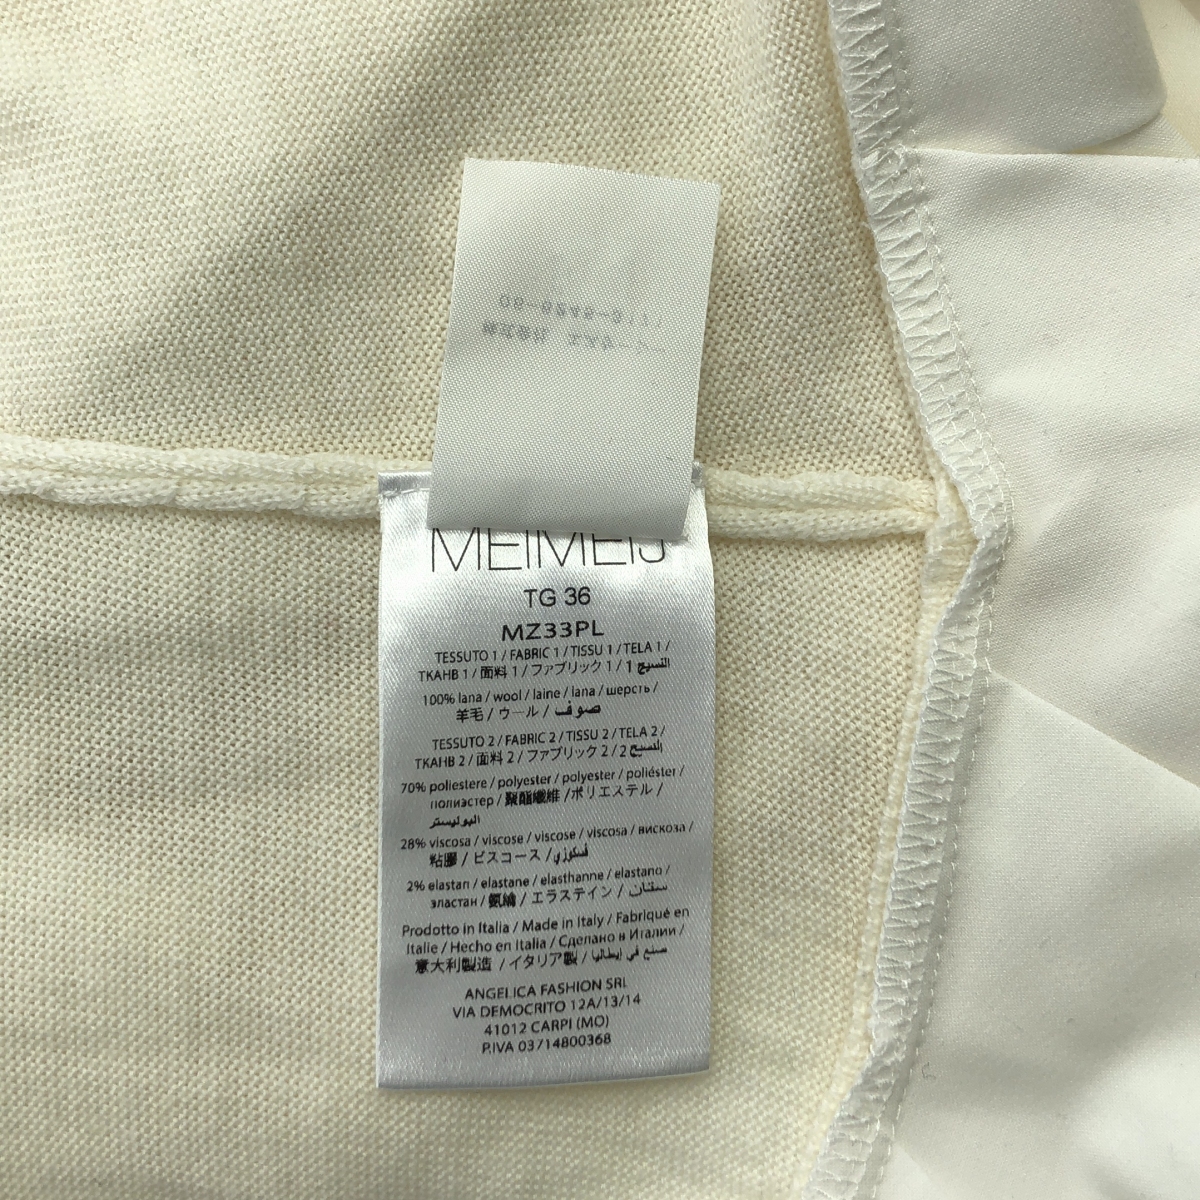 MEIMEIJ
TG 36
MZ33PL
TESSUTO 1 / FABRIC 1 / TISSU 1 / TELA 1 /
TKAHB 1 / 面料 1 / ファブリック 1 / 1 النسيج
100% lana / wool / laine / lana / шерсть /
羊毛 / ウール / صوف
TESSUTO 2 / FABRIC 2 / TISSU 2 / TELA 2 /
TKAHB 2 / 面料 2 / ファブリック 2 / 2 النسيج
70% poliestere / polyester / polyester / poliéster /
полиэстер / 聚酯纖維 /ポリエステル /
البوليستر
28% viscosa / viscose / viscose / viscosa / вискоза /
粘膠 / ビスコース / فسكوزي
2% elastan / elastane / elasthanne / elastano /
эластан / 氨綸 / エラステイン / سفتان
Prodotto in Italia / Made in Italy / Fabriqué en
Italie / Hecho en Italia / Сделано в Италии /
意大利製造 / イタリア製 / صنع في إيطاليا
ANGELICA FASHION SRL
VIA DEMOCRITO 12A/13/14
41012 CARPI (MO)
P.IVA 03714800368